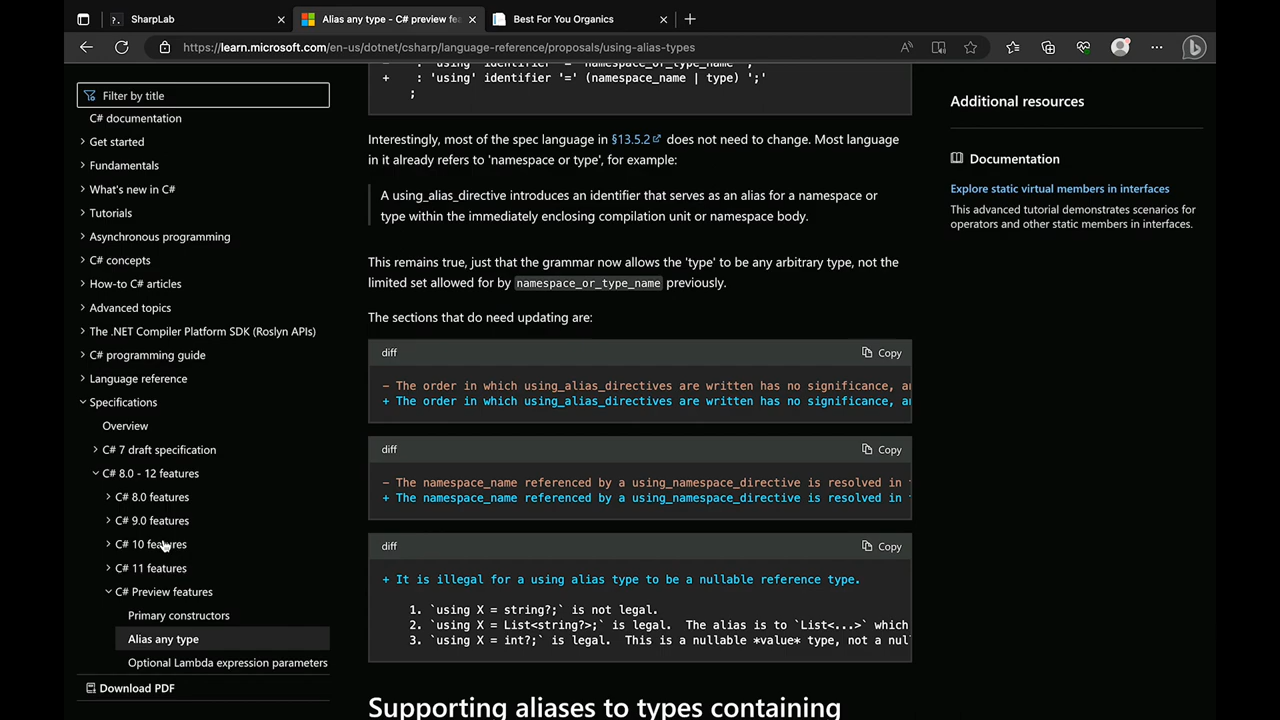 SharpLab
Alias any type - C# preview fea
Best For You Organics
https://learn.microsoft.com/en-us/dotnet/csharp/language-reference/proposals/using-alias-types
Filter by title
C# documentation
Get started
Fundamentals
What's new in C#
Tutorials
Asynchronous programming
C# concepts
How-to C# articles
Advanced topics
The .NET Compiler Platform SDK (Roslyn APIs)
C# programming guide
Language reference
Specifications
Overview
C# 7 draft specification
C# 8.0 - 12 features
C# 8.0 features
C# 9.0 features
C# 10 features
C# 11 features
C# Preview features
Primary constructors
Alias any type
Optional Lambda expression parameters
Download PDF
- : 'using' identifier '=' namespace_or_type_name ';'
+ : 'using' identifier '=' (namespace_name | type) ';'
;
Interestingly, most of the spec language in §13.5.2 does not need to change. Most language
in it already refers to 'namespace or type', for example:
A using_alias_directive introduces an identifier that serves as an alias for a namespace or
type within the immediately enclosing compilation unit or namespace body.
This remains true, just that the grammar now allows the 'type' to be any arbitrary type, not the
limited set allowed for by namespace_or_type_name previously.
The sections that do need updating are:
diff
Copy
- The order in which using_alias_directives are written has no significance, an
+ The order in which using_alias_directives are written has no significance, an
diff
Copy
- The namespace_name referenced by a using_namespace_directive is resolved in
+ The namespace_name referenced by a using_namespace_directive is resolved in
diff
Copy
+ It is illegal for a using alias type to be a nullable reference type.
1. `using X = string?;` is not legal.
2. `using X = List<string?>;` is legal. The alias is to `List<...>` which
3. `using X = int?;` is legal. This is a nullable *value* type, not a nul
Supporting aliases to types containing
Additional resources
Documentation
Explore static virtual members in interfaces
This advanced tutorial demonstrates scenarios for
operators and other static members in interfaces.